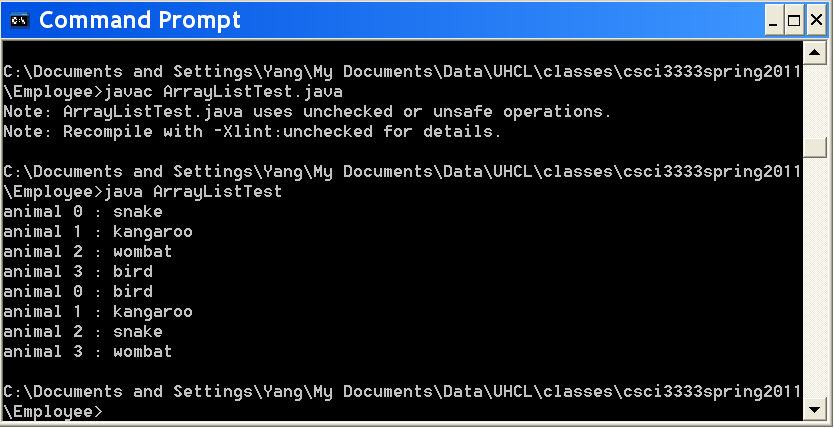 Command Prompt
C:\Documents and Settings\Yang\My Documents\Data\UHCL\classes\csci3333spring2011
\Employee>javac ArrayListTest.java
Note: ArrayListTest.java uses unchecked or unsafe operations.
Note: Recompile with -Xlint:unchecked for details.
C:\Documents and Settings\Yang\My Documents\Data\UHCL\classes\csci3333spring2011
\Employee>java ArrayListTest
animal 0 : snake
animal 1 : kangaroo
animal 2 : wombat
animal 3 : bird
animal 0 : bird
animal 1 : kangaroo
animal 2 : snake
animal 3 : wombat
C:\Documents and Settings\Yang\My Documents\Data\UHCL\classes\csci3333spring2011
\Employee>